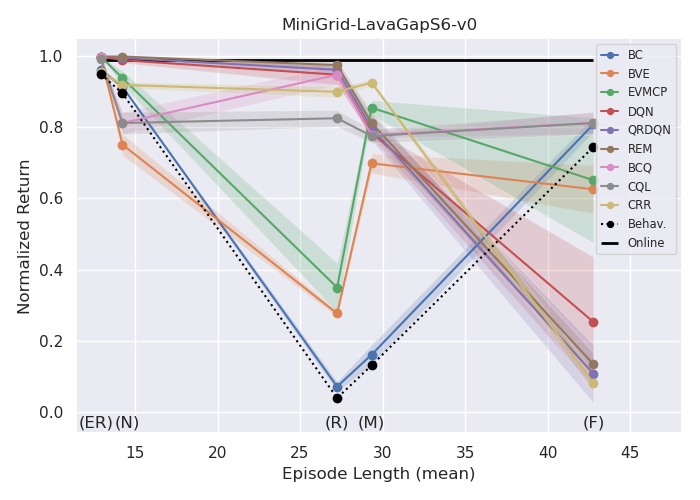 MiniGrid-LavaGapS6-v0
Normalized Return
1.0
0.8
0.6
0.4
0.2
0.0
BC
BVE
EVMCP
DQN
QRDQN
REM
BCQ
CQL
CRR
Behav.
Online
(ER) (N) (R) (M) (F)
15 20 25 30 35 40 45
Episode Length (mean)